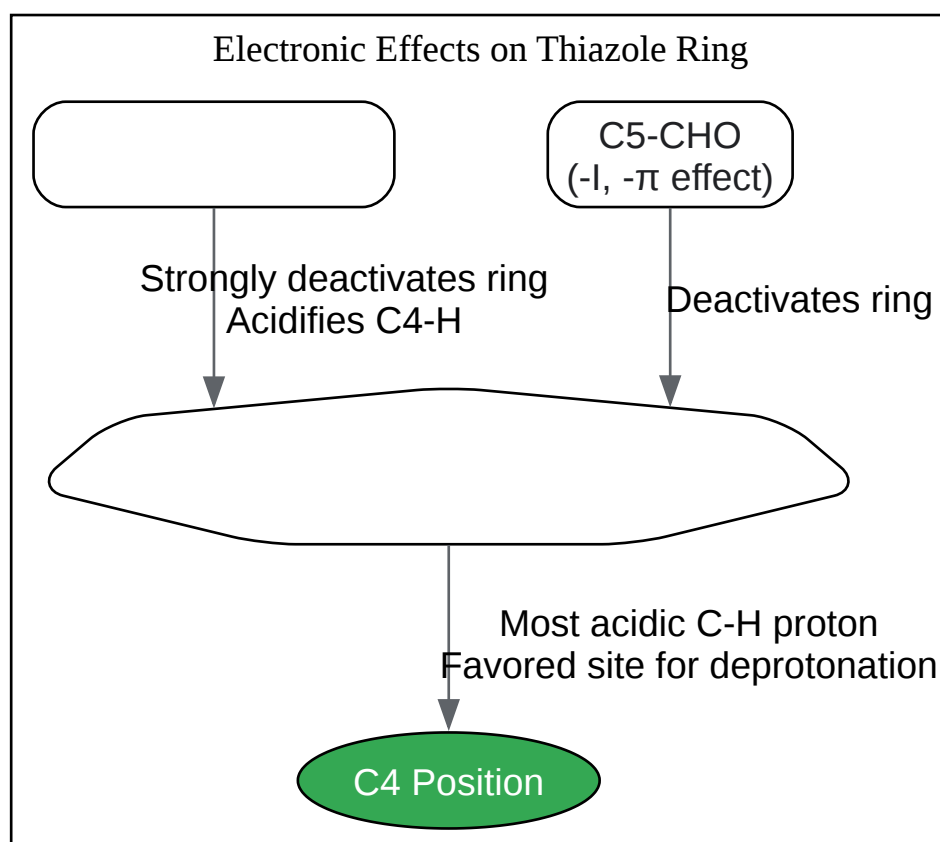 Electronic Effects on Thiazole Ring
C5-CHO
(-I, -π effect)
Strongly deactivates ring
Acidifies C4-H
Deactivates ring
Most acidic C-H proton
Favored site for deprotonation
C4 Position